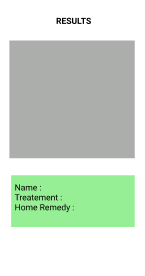 RESULTS
Name :
Treatement :
Home Remedy :